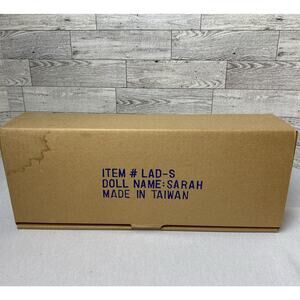 ITEM # LAD-S
DOLL NAME:SARAH
MADE IN TAIWAN